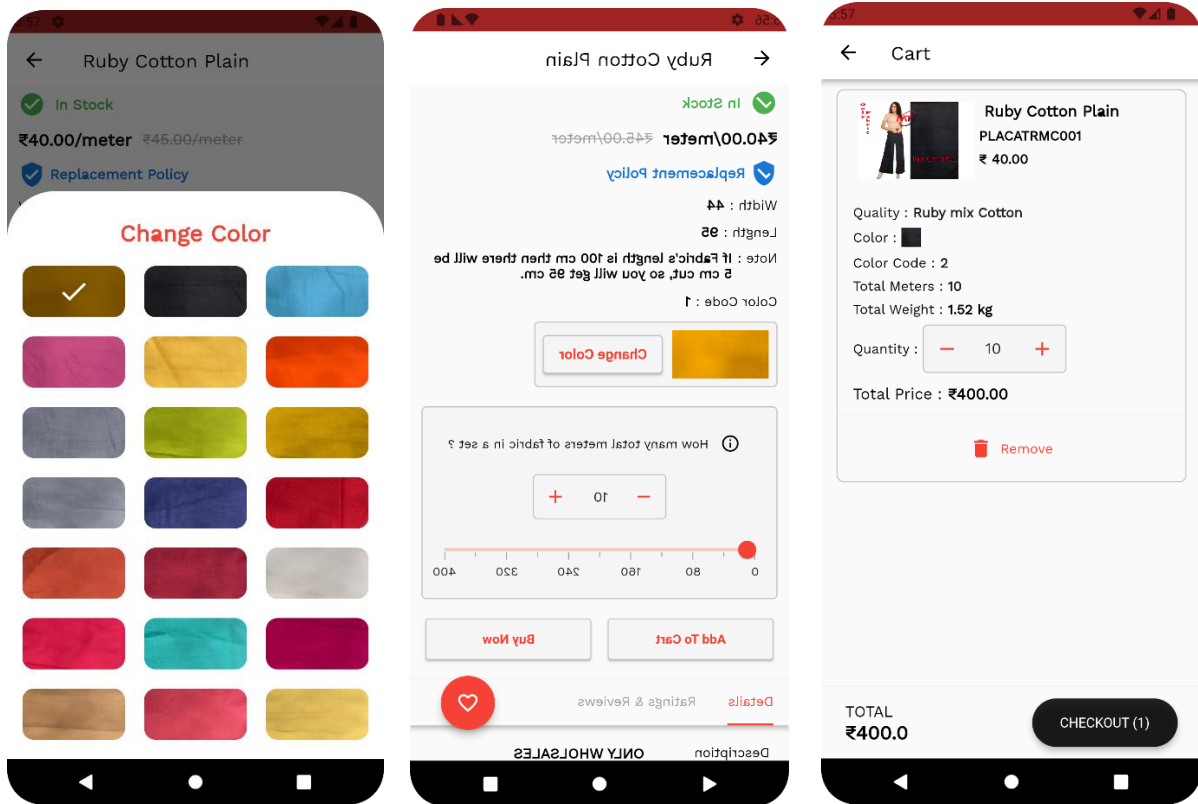 5:57
Ruby Cotton Plain
In Stock
₹40.00/meter ₹45.00/meter
Replacement Policy
Change Color
5:56
Ruby Cotton Plain
In Stock
₹40.00/meter ₹45.00/meter
Replacement Policy
Width : 44
Length : 95
Note : If Fabric's length is 100 cm then there will be
5 cm cut, so you will get 95 cm.
Color Code : 1
Change Color
How many total meters of fabric in a set ?
- 10 +
0 80 160 240 320 400
Add To Cart Buy Now
Details Ratings & Reviews
Description ONLY WHOLSALES
5:57
Cart
Ruby Cotton Plain
PLACATRMC001
₹ 40.00
Quality : Ruby mix Cotton
Color :
Color Code : 2
Total Meters : 10
Total Weight : 1.52 kg
Quantity : - 10 +
Total Price : ₹400.00
Remove
TOTAL
₹400.0
CHECKOUT (1)